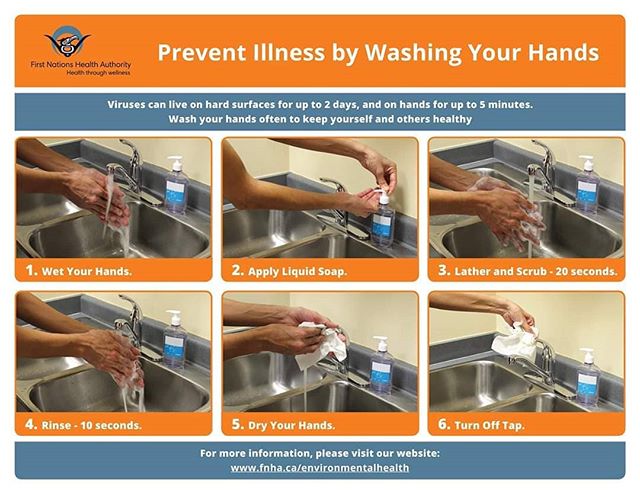 First Nations Health Authority
Health through wellness
Prevent Illness by Washing Your Hands
Viruses can live on hard surfaces for up to 2 days, and on hands for up to 5 minutes.
Wash your hands often to keep yourself and others healthy
1. Wet Your Hands.
2. Apply Liquid Soap.
3. Lather and Scrub - 20 seconds.
4. Rinse - 10 seconds.
5. Dry Your Hands.
6. Turn Off Tap.
For more information, please visit our website:
www.fnha.ca/environmentalhealth